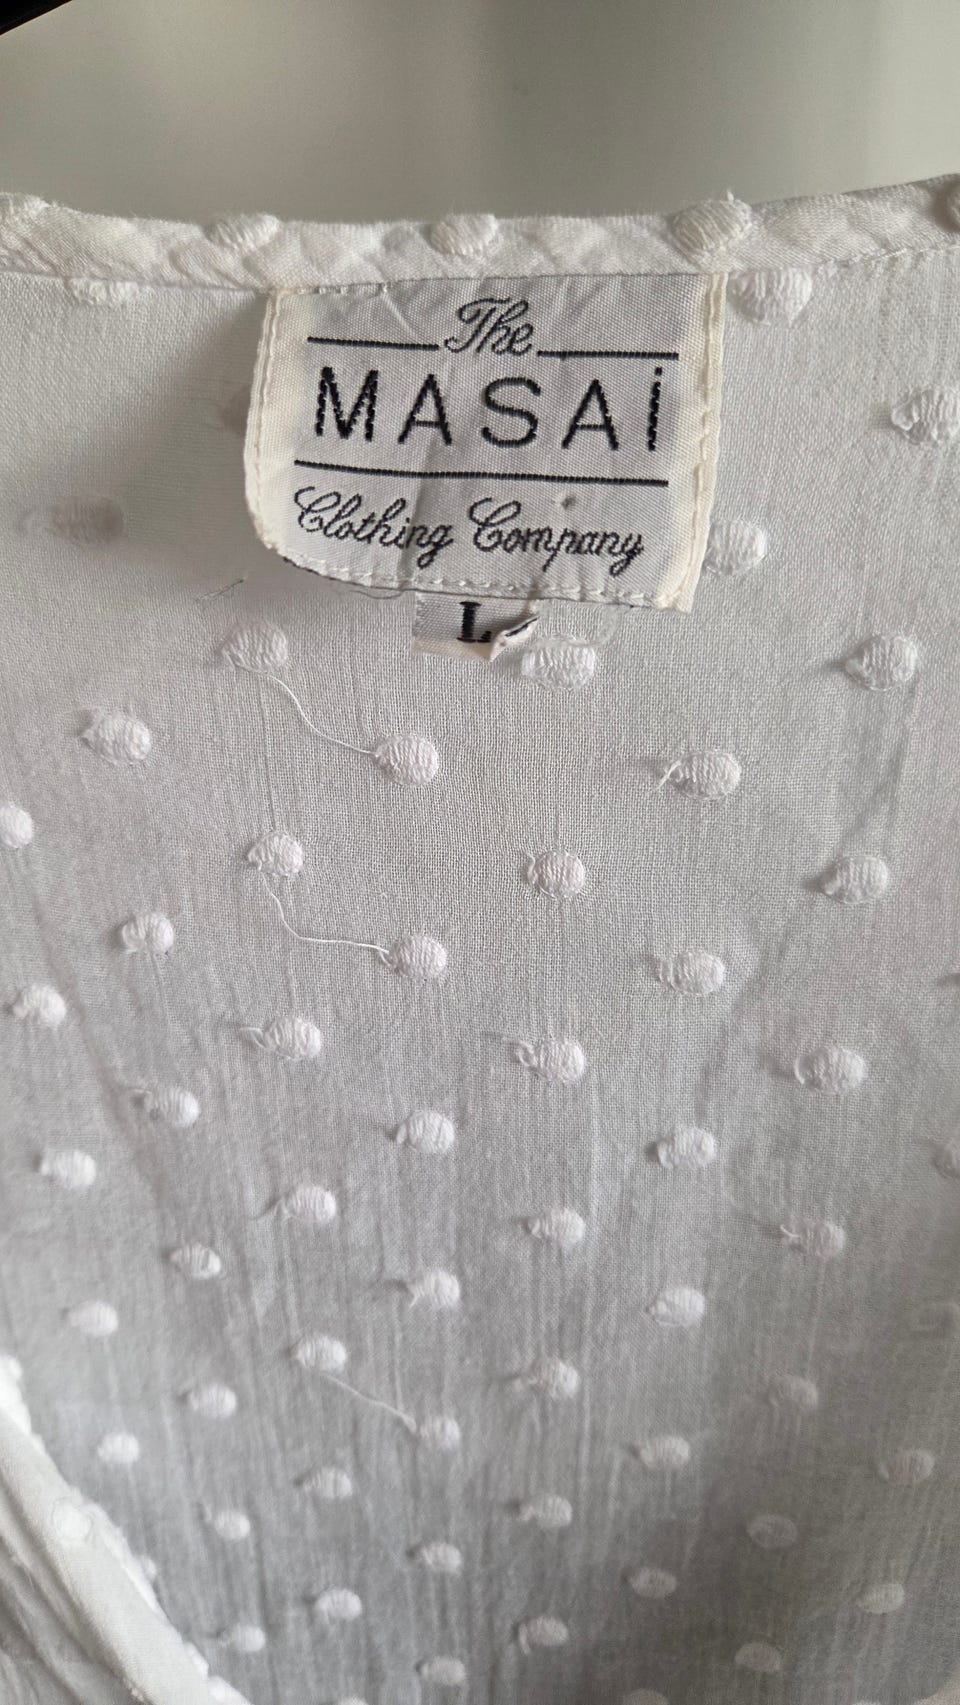 The
MASAi
Clothing Company
L